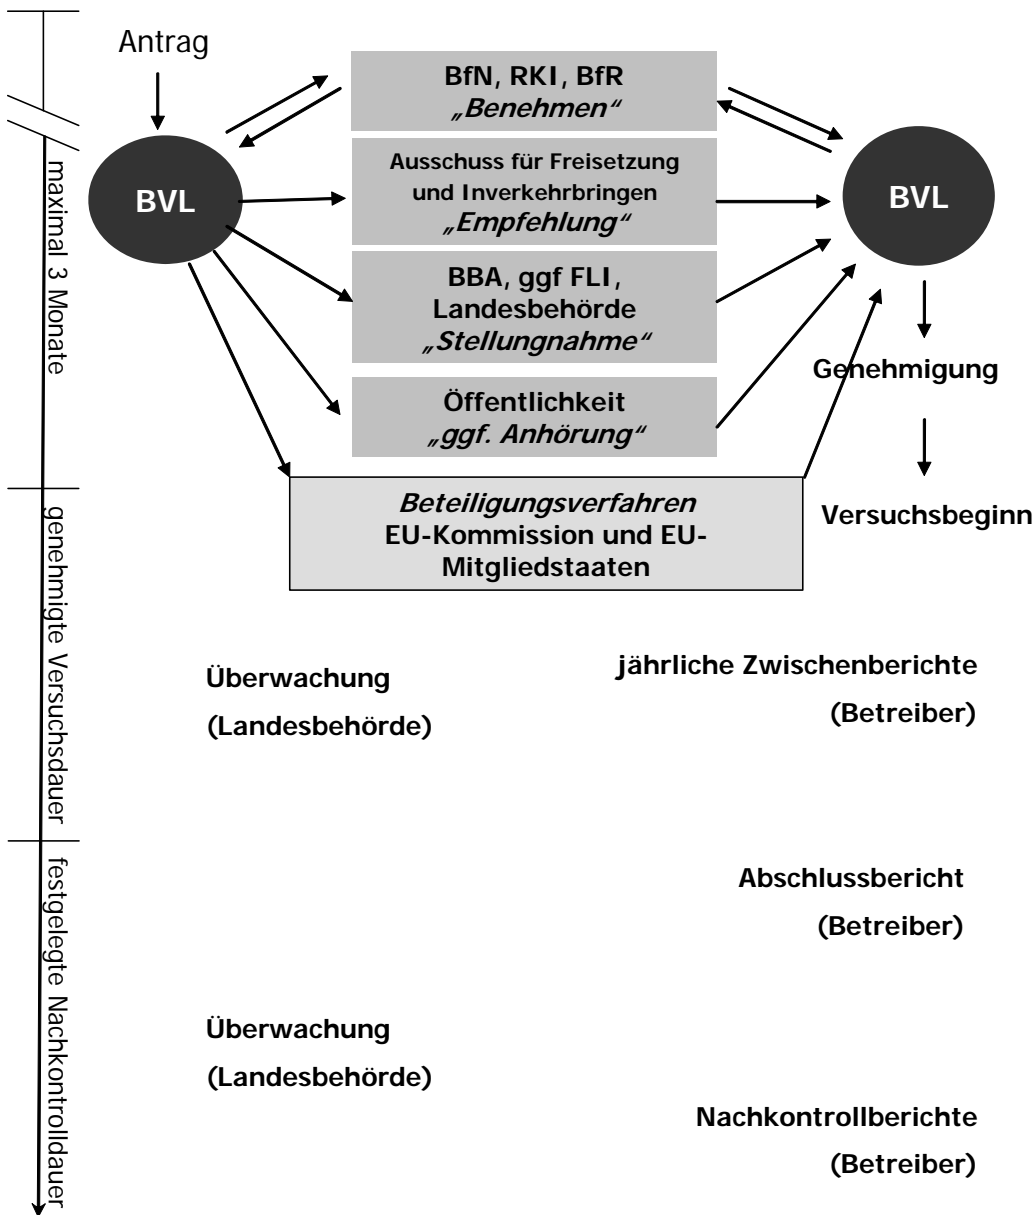 Antrag
BVL
BfN, RKI, BfR
„Benehmen“
Ausschuss für Freisetzung
und Inverkehrbringen
„Empfehlung“
BBA, ggf FLI,
Landesbehörde
„Stellungnahme“
Öffentlichkeit
„ggf. Anhörung“
Beteiligungsverfahren
EU-Kommission und EU-
Mitgliedstaaten
BVL
Genehmigung
Versuchsbeginn
maximal 3 Monate
genehmigte Versuchsdauer
Überwachung
(Landesbehörde)
jährliche Zwischenberichte
(Betreiber)
festgelegte Nachkontrolldauer
Abschlussbericht
(Betreiber)
Überwachung
(Landesbehörde)
Nachkontrollberichte
(Betreiber)